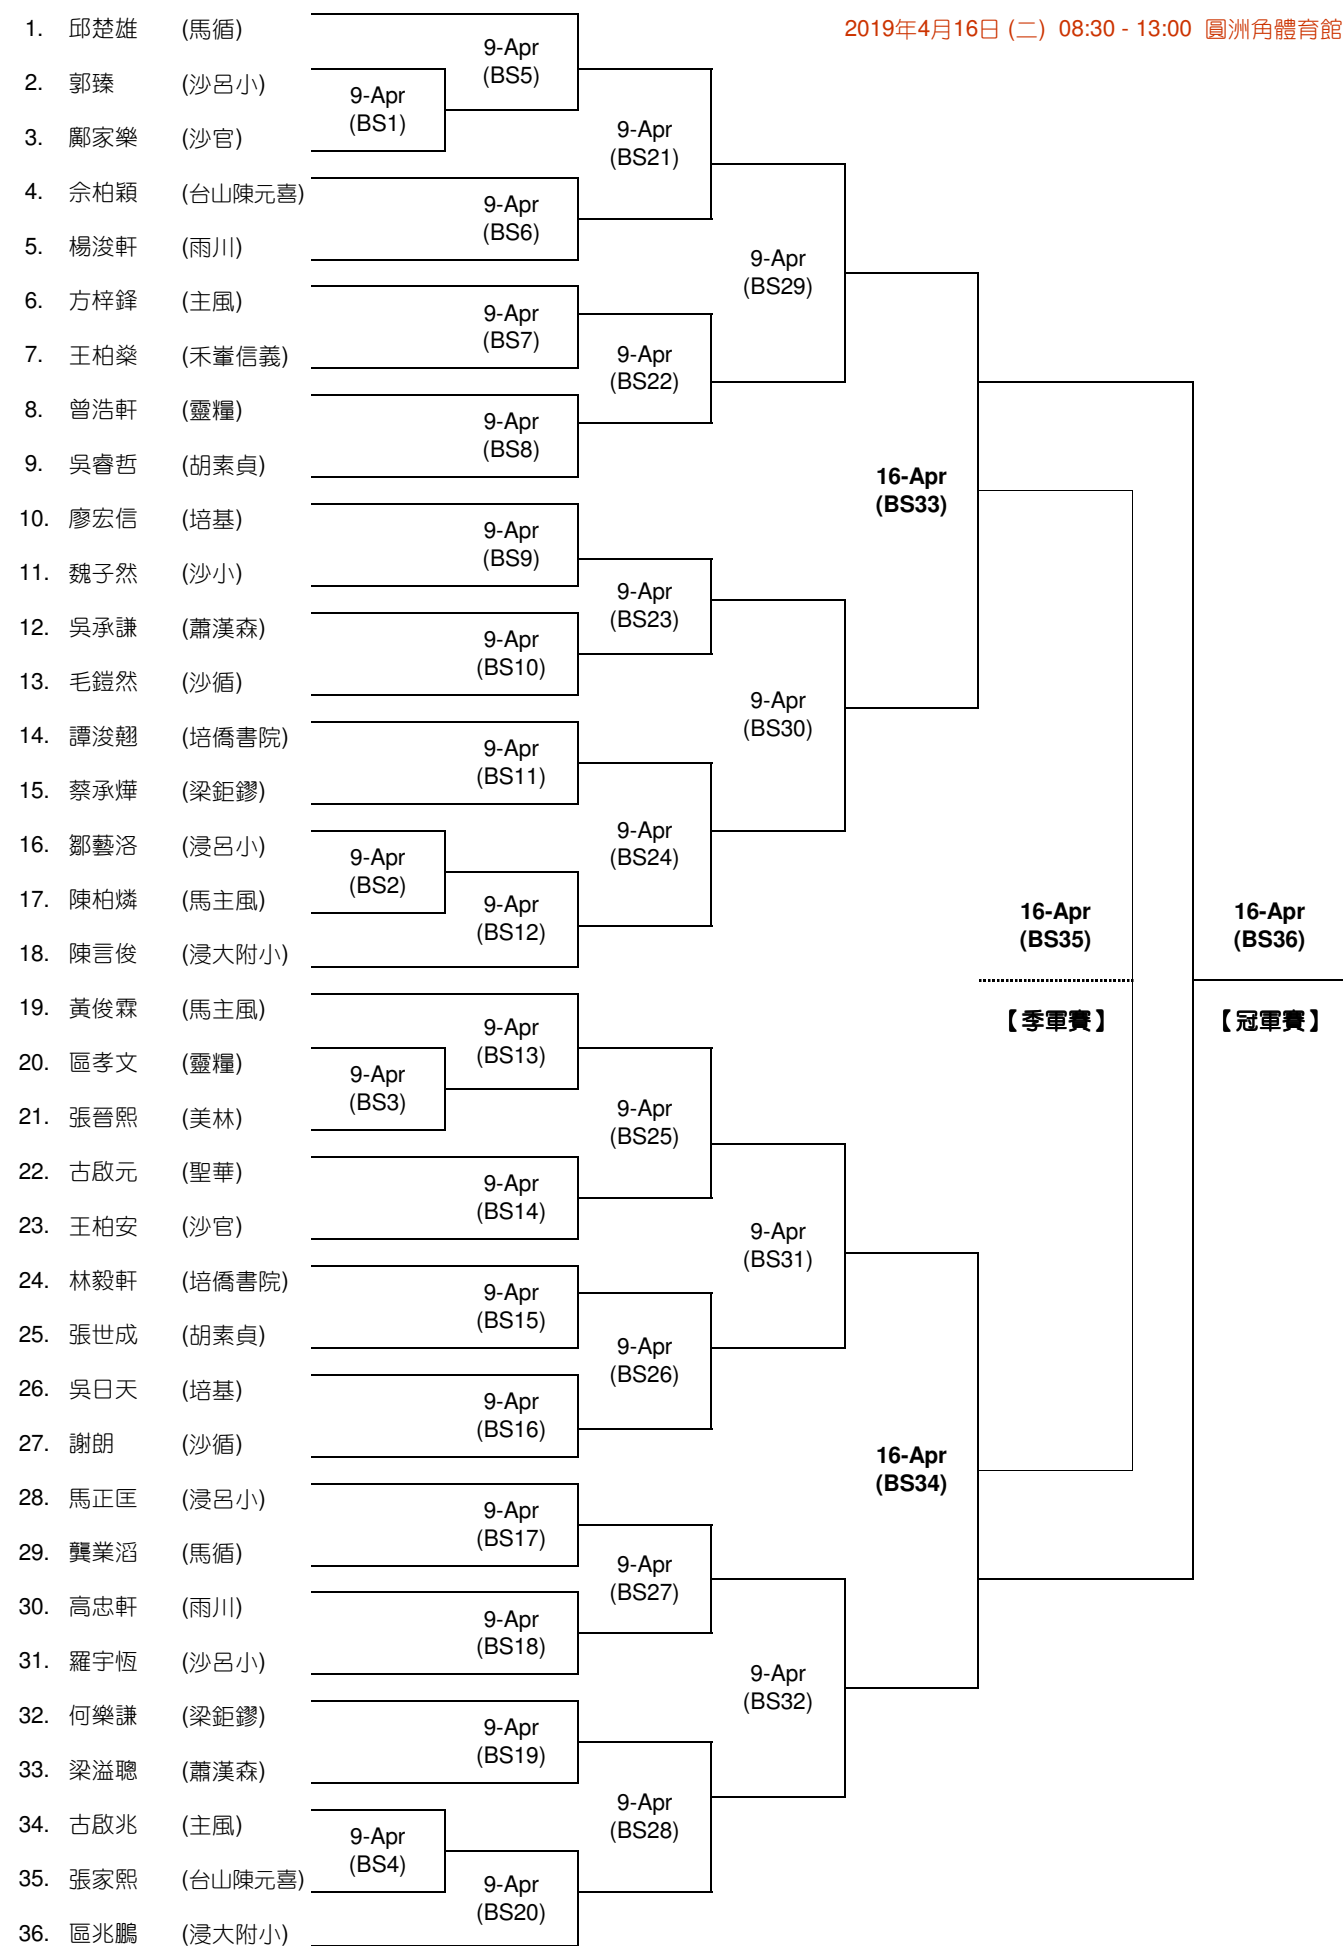 2019年4月16日 (二)  08:30 - 13:00  圓洲角體育館
1. 邱楚雄 (馬循)
9-Apr
(BS5)
2. 郭臻 (沙呂小)
9-Apr
(BS1)
3. 鄺家樂 (沙官)
9-Apr
(BS21)
4. 佘柏穎 (台山陳元喜)
9-Apr
(BS6)
5. 楊浚軒 (雨川)
9-Apr
(BS29)
6. 方梓鋒 (主風)
9-Apr
(BS7)
7. 王柏燊 (禾輋信義)
9-Apr
(BS22)
8. 曾浩軒 (靈糧)
9-Apr
(BS8)
9. 吳睿哲 (胡素貞)
16-Apr
(BS33)
10. 廖宏信 (培基)
9-Apr
(BS9)
11. 魏子然 (沙小)
9-Apr
(BS23)
12. 吳承謙 (蕭漢森)
9-Apr
(BS10)
13. 毛鎧然 (沙循)
9-Apr
(BS30)
14. 譚浚翹 (培僑書院)
9-Apr
(BS11)
15. 蔡承燁 (梁鉅鏐)
9-Apr
(BS24)
16. 鄒藝洛 (浸呂小)
9-Apr
(BS2)
17. 陳柏燐 (馬主風)
9-Apr
(BS12)
16-Apr
(BS35)
16-Apr
(BS36)
18. 陳言俊 (浸大附小)
19. 黃俊霖 (馬主風)
9-Apr
(BS13)
【季軍賽】
【冠軍賽】
20. 區孝文 (靈糧)
9-Apr
(BS3)
21. 張晉熙 (美林)
9-Apr
(BS25)
22. 古啟元 (聖華)
9-Apr
(BS14)
23. 王柏安 (沙官)
9-Apr
(BS31)
24. 林毅軒 (培僑書院)
9-Apr
(BS15)
25. 張世成 (胡素貞)
9-Apr
(BS26)
26. 吳日天 (培基)
9-Apr
(BS16)
27. 謝朗 (沙循)
16-Apr
(BS34)
28. 馬正匡 (浸呂小)
9-Apr
(BS17)
29. 龔業滔 (馬循)
9-Apr
(BS27)
30. 高忠軒 (雨川)
9-Apr
(BS18)
31. 羅宇恆 (沙呂小)
9-Apr
(BS32)
32. 何樂謙 (梁鉅鏐)
9-Apr
(BS19)
33. 梁溢聰 (蕭漢森)
9-Apr
(BS28)
34. 古啟兆 (主風)
9-Apr
(BS4)
35. 張家熙 (台山陳元喜)
9-Apr
(BS20)
36. 區兆鵬 (浸大附小)